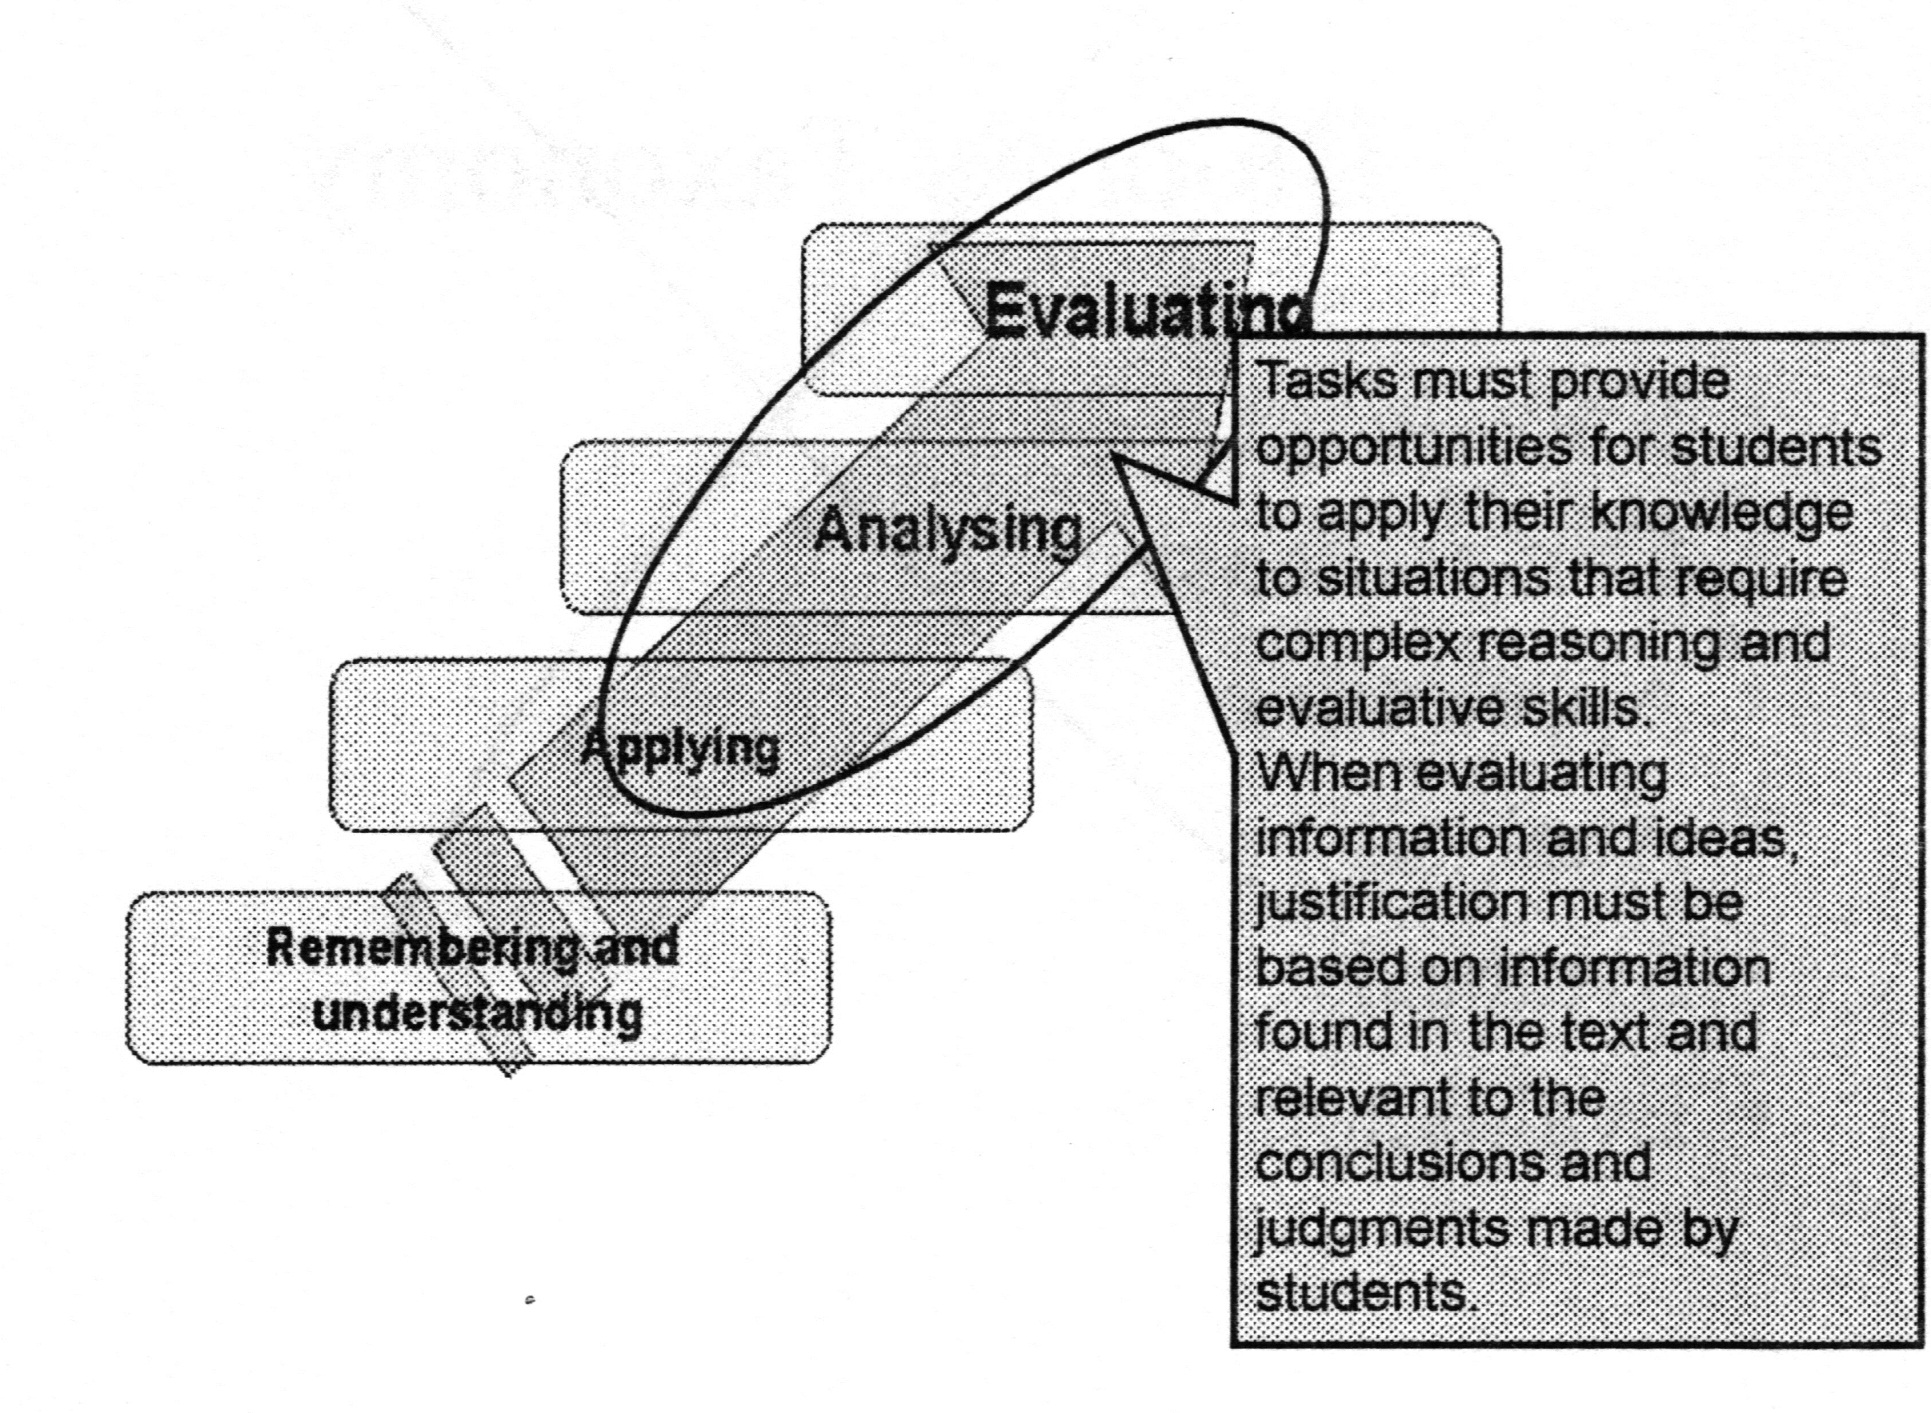 Evaluating
Analysing
Applying
Remembering and
understanding
Tasks must provide
opportunities for students
to apply their knowledge
to situations that require
complex reasoning and
evaluative skills.
When evaluating
information and ideas,
justification must be
based on information
found in the text and
relevant to the
conclusions and
judgments made by
students.